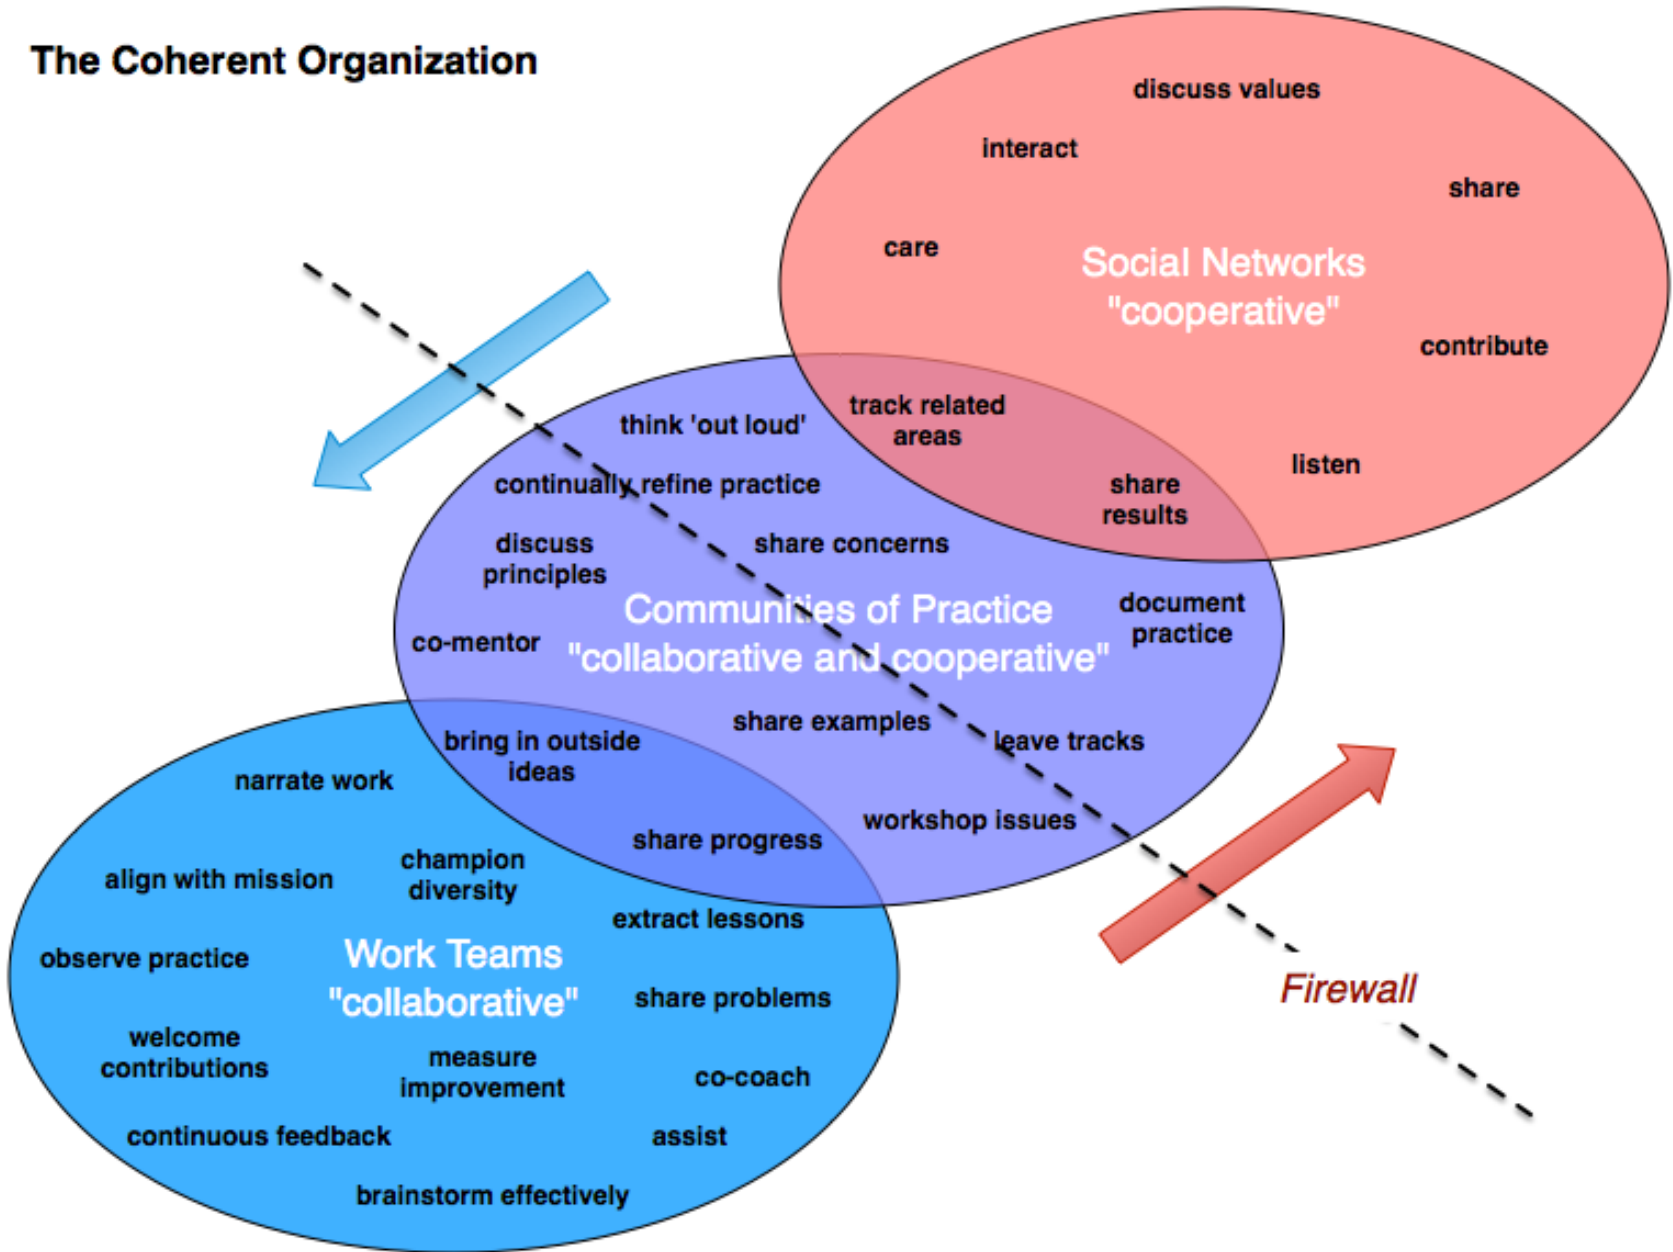 The Coherent Organization
discuss values
interact
share
care
Social Networks
"cooperative"
contribute
listen
track related
areas
share
results
think 'out loud'
continually refine practice
discuss
principles
share concerns
Communities of Practice
"collaborative and cooperative"
document
practice
co-mentor
share examples
leave tracks
workshop issues
bring in outside
ideas
share progress
narrate work
align with mission
champion
diversity
extract lessons
observe practice
Work Teams
"collaborative"
share problems
welcome
contributions
measure
improvement
co-coach
continuous feedback
assist
brainstorm effectively
Firewall